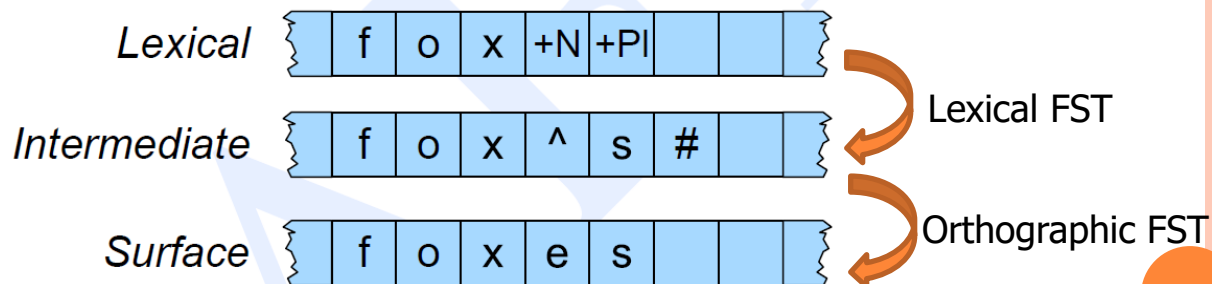 Lexical f o x +N +Pl
Lexical FST
Intermediate f o x ^ s #
Orthographic FST
Surface f o x e s